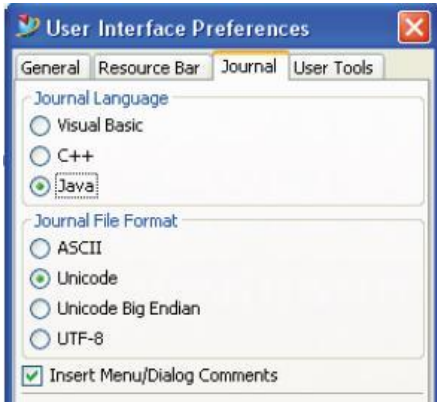 User Interface Preferences
General Resource Bar Journal User Tools
Journal Language
Visual Basic
C++
Java
Journal File Format
ASCII
Unicode
Unicode Big Endian
UTF-8
Insert Menu/Dialog Comments